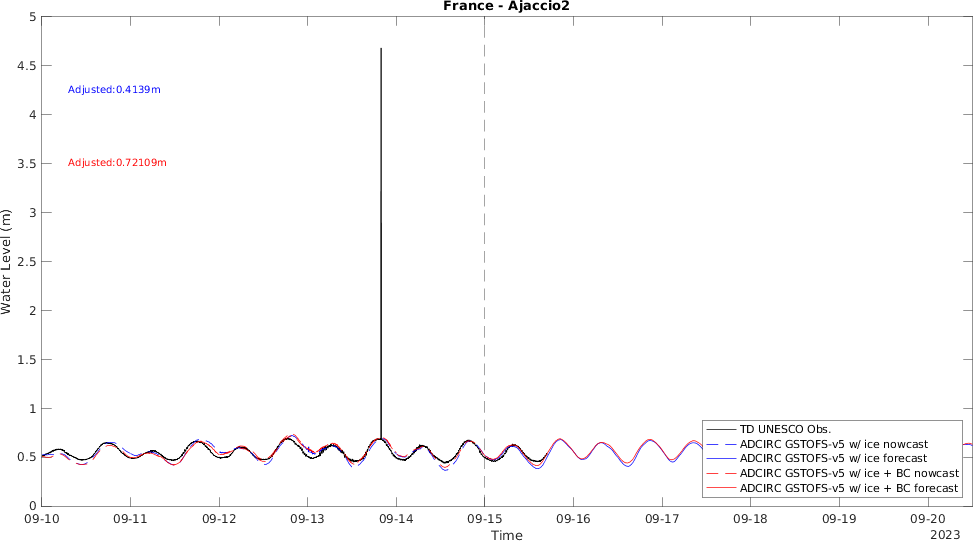 France - Ajaccio2
5
4.5
4
3.5
3
2.5
2
1.5
1
0.5
0
Water Level (m)
Adjusted:0.4139m
Adjusted:0.72109m
TD UNESCO Obs.
ADCIRC GSTOFS-v5 w/ ice nowcast
ADCIRC GSTOFS-v5 w/ ice forecast
ADCIRC GSTOFS-v5 w/ ice + BC nowcast
ADCIRC GSTOFS-v5 w/ ice + BC forecast
09-10 09-11 09-12 09-13 09-14 09-15 09-16 09-17 09-18 09-19 09-20
Time
2023